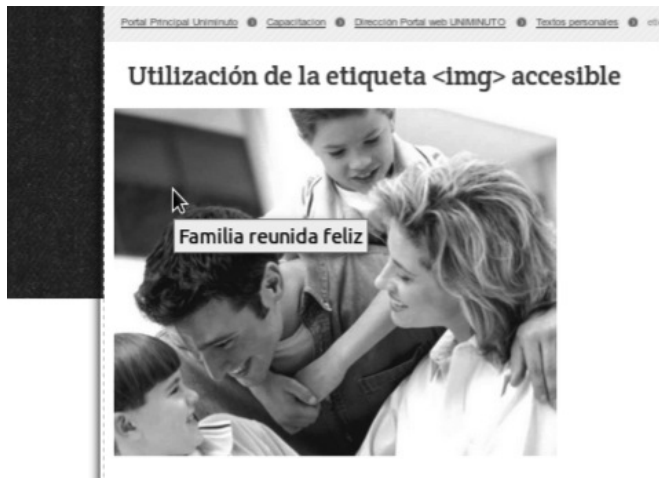 Portal Principal Uniminuto Capacitacion Dirección Portal web UNIMINUTO Textos personales
Utilización de la etiqueta <img> accesible
Familia reunida feliz